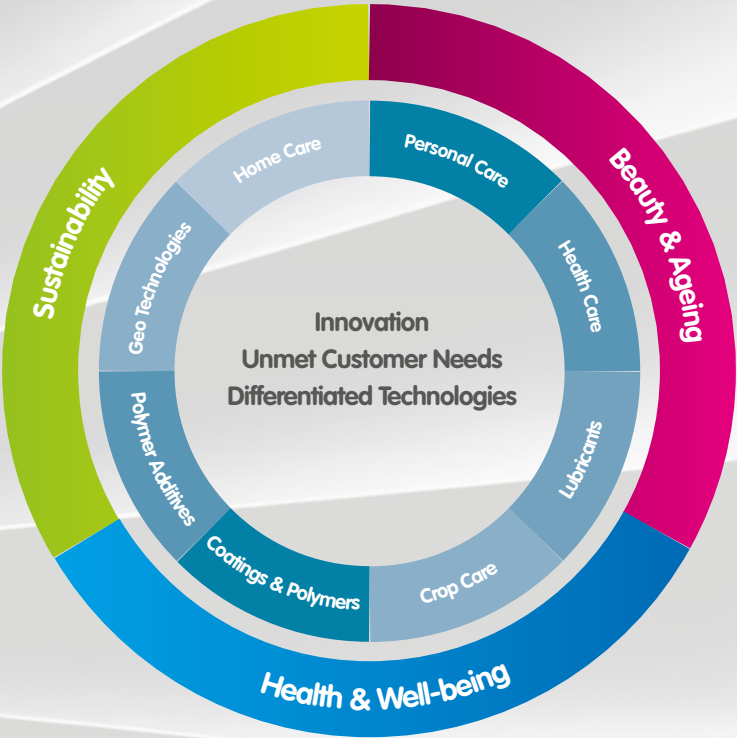 Sustainability
Beauty & Ageing
Health & Well-being
Home Care
Personal Care
Health Care
Lubricants
Crop Care
Coatings & Polymers
Polymer Additives
Geo Technologies
Innovation
Unmet Customer Needs
Differentiated Technologies